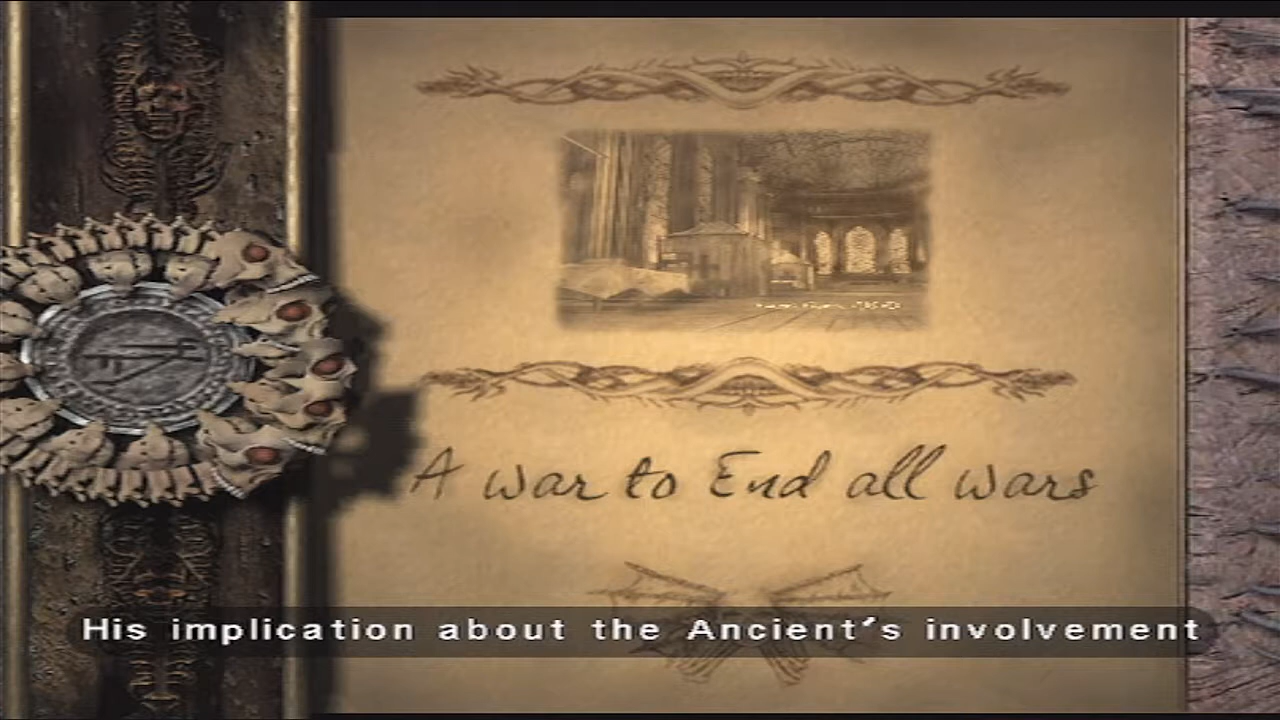 A war to End all wars
His implication about the Ancient's involvement